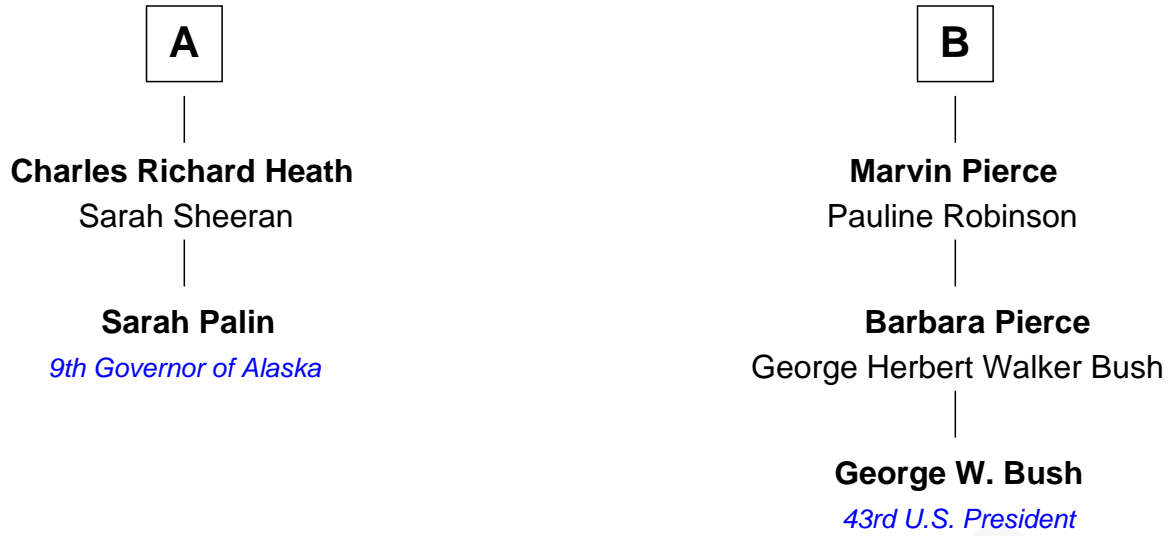 A
Charles Richard Heath
Sarah Sheeran
Sarah Palin
9th Governor of Alaska
B
Marvin Pierce
Pauline Robinson
Barbara Pierce
George Herbert Walker Bush
George W. Bush
43rd U.S. President